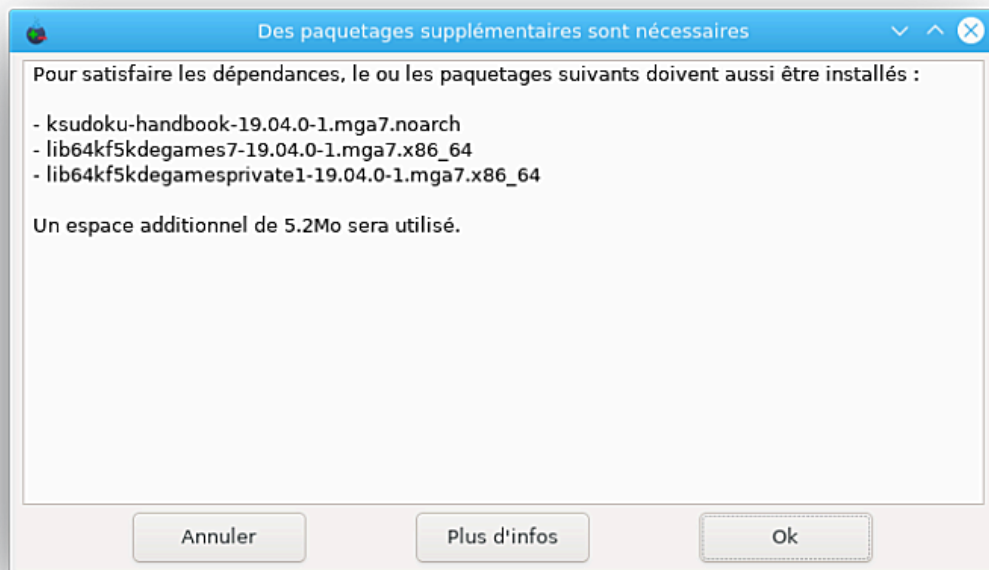 Des paquetages supplémentaires sont nécessaires
Pour satisfaire les dépendances, le ou les paquetages suivants doivent aussi être installés :
- ksudoku-handbook-19.04.0-1.mga7.noarch
- lib64kf5kdegames7-19.04.0-1.mga7.x86_64
- lib64kf5kdegamesprivate1-19.04.0-1.mga7.x86_64
Un espace additionnel de 5.2Mo sera utilisé.
Annuler
Plus d'infos
Ok